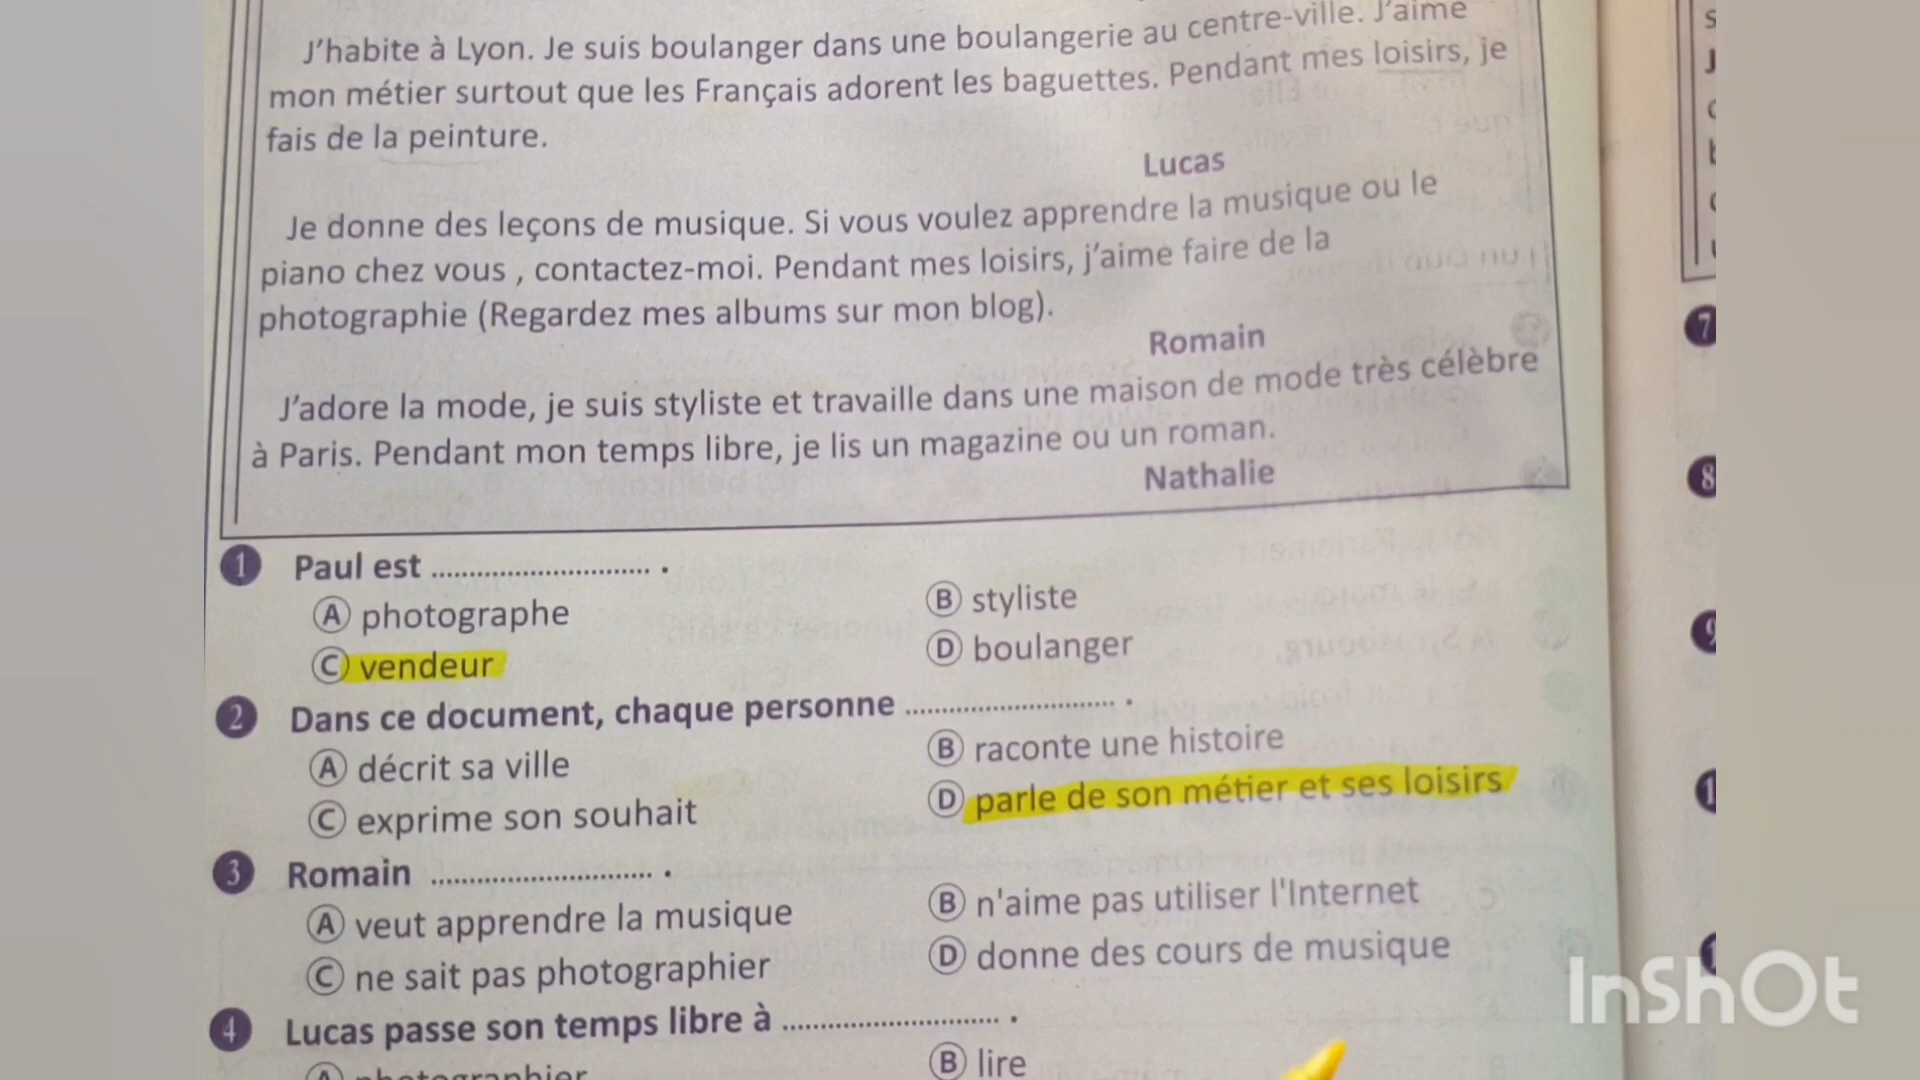 J'habite à Lyon. Je suis boulanger dans une boulangerie au centre-ville. J'aime
mon métier surtout que les Français adorent les baguettes. Pendant mes loisirs, je
fais de la peinture.
Lucas
Je donne des leçons de musique. Si vous voulez apprendre la musique ou le
piano chez vous , contactez-moi. Pendant mes loisirs, j'aime faire de la
photographie (Regardez mes albums sur mon blog).
Romain
J'adore la mode, je suis styliste et travaille dans une maison de mode très célèbre
à Paris. Pendant mon temps libre, je lis un magazine ou un roman.
Nathalie
1 Paul est ............................ .
A photographe
B styliste
C vendeur
D boulanger
2 Dans ce document, chaque personne ............................ .
A décrit sa ville
B raconte une histoire
C exprime son souhait
D parle de son métier et ses loisirs
3 Romain ............................ .
A veut apprendre la musique
B n'aime pas utiliser l'Internet
C ne sait pas photographier
D donne des cours de musique
4 Lucas passe son temps libre à ............................ .
A photographier
B lire
7
8
9
InShOt